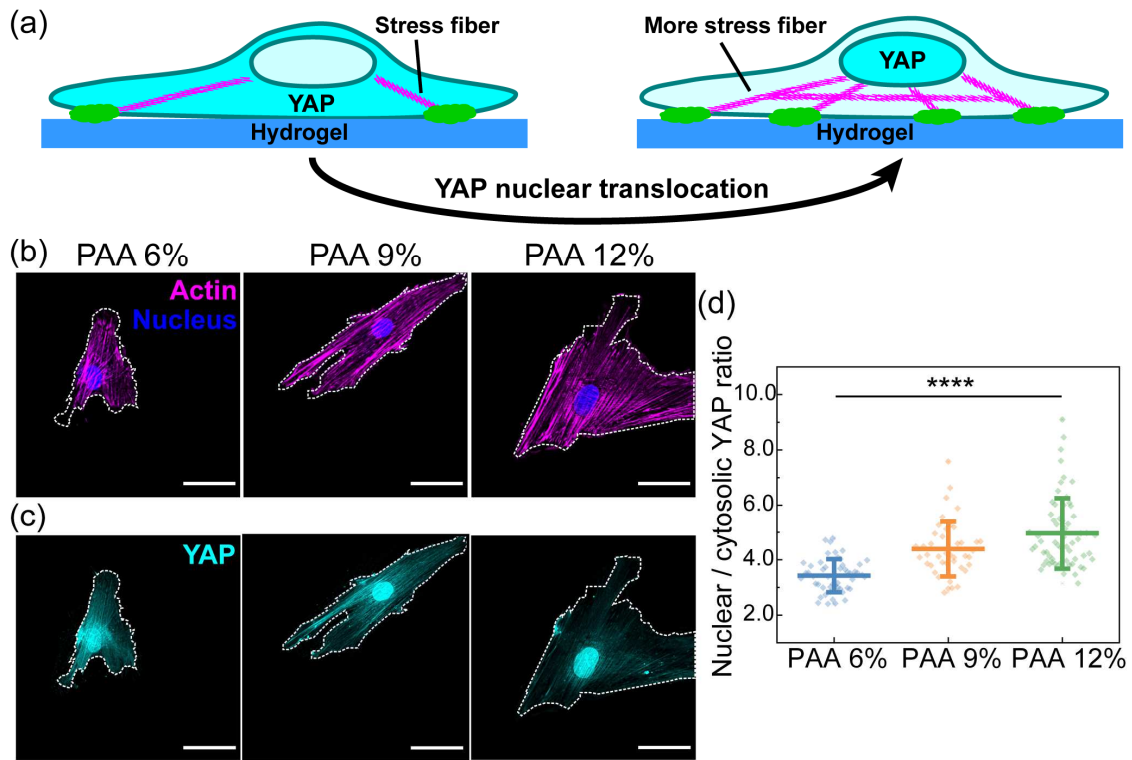 (a)
Stress fiber
More stress fiber
YAP
YAP
Hydrogel
Hydrogel
YAP nuclear translocation
(b)
PAA 6%
PAA 9%
PAA 12%
Actin
Nucleus
(c)
YAP
(d)
Nuclear / cytosolic YAP ratio
****
10.0
8.0
6.0
4.0
2.0
PAA 6%
PAA 9%
PAA 12%